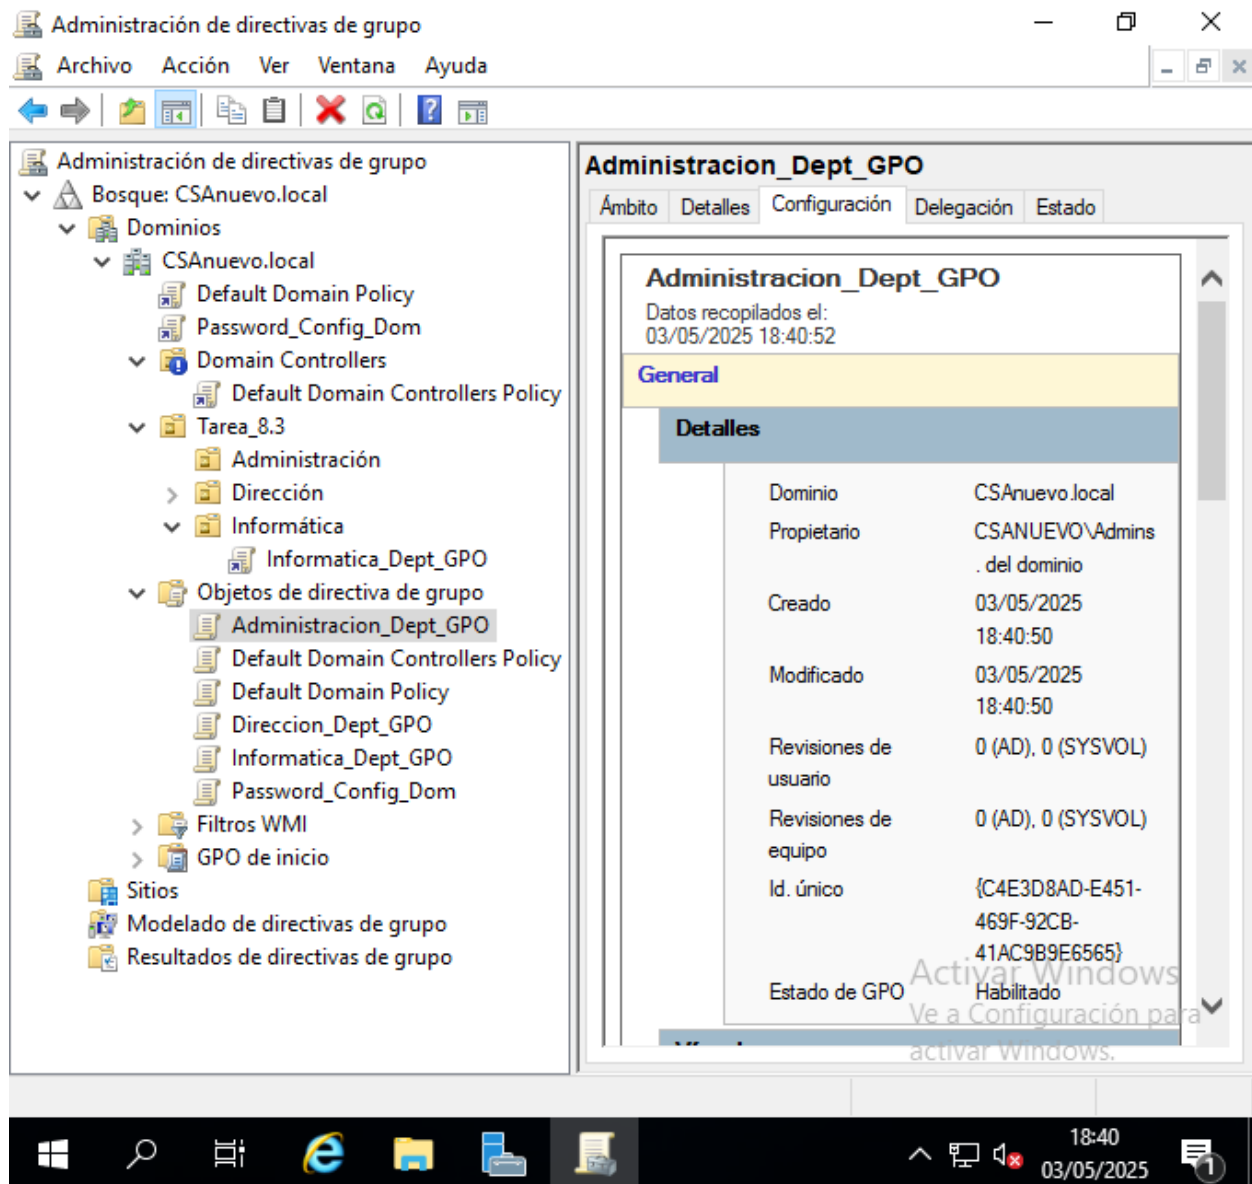 Administración de directivas de grupo
Archivo Acción Ver Ventana Ayuda
Administración de directivas de grupo
Bosque: CSAnuevo.local
Dominios
CSAnuevo.local
Default Domain Policy
Password_Config_Dom
Domain Controllers
Default Domain Controllers Policy
Tarea_8.3
Administración
Dirección
Informática
Informatica_Dept_GPO
Objetos de directiva de grupo
Administracion_Dept_GPO
Default Domain Controllers Policy
Default Domain Policy
Direccion_Dept_GPO
Informatica_Dept_GPO
Password_Config_Dom
Filtros WMI
GPO de inicio
Sitios
Modelado de directivas de grupo
Resultados de directivas de grupo
Administracion_Dept_GPO
Ámbito Detalles Configuración Delegación Estado
Administracion_Dept_GPO
Datos recopilados el:
03/05/2025 18:40:52
General
Detalles
Dominio CSAnuevo.local
Propietario CSANUEVO\Admins
. del dominio
Creado 03/05/2025
18:40:50
Modificado 03/05/2025
18:40:50
Revisiones de 0 (AD), 0 (SYSVOL)
usuario
Revisiones de 0 (AD), 0 (SYSVOL)
equipo
Id. único {C4E3D8AD-E451-
469F-92CB-
41AC9B9E6565}
Estado de GPO Habilitado
Activar Windows
Ve a Configuración para
activar Windows.
18:40
03/05/2025
1